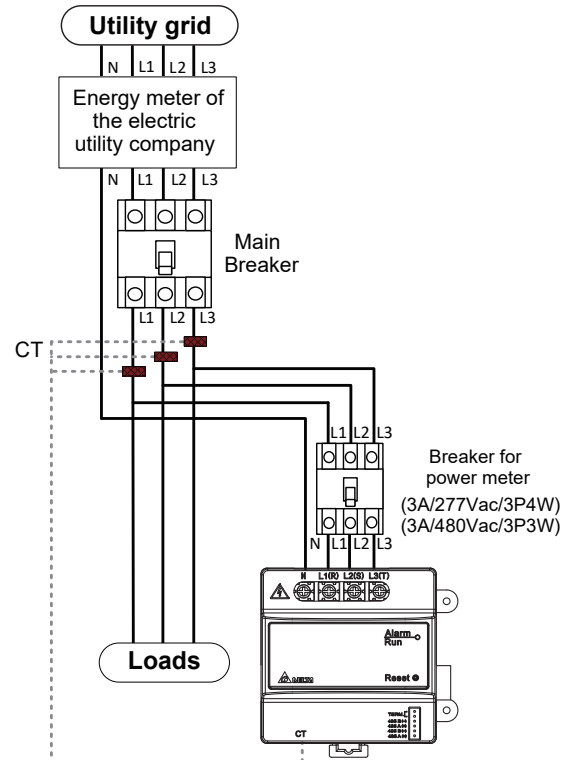 Utility grid
N L1 L2 L3
Energy meter of
the electric
utility company
N L1 L2 L3
Main
Breaker
L1 L2 L3
CT
L1 L2 L3
Breaker for
power meter
(3A/277Vac/3P4W)
(3A/480Vac/3P3W)
N L1 L2 L3
N L1(R) L2(S) L3(T)
Alarm
Run
Loads
DELTA
Reset
CT